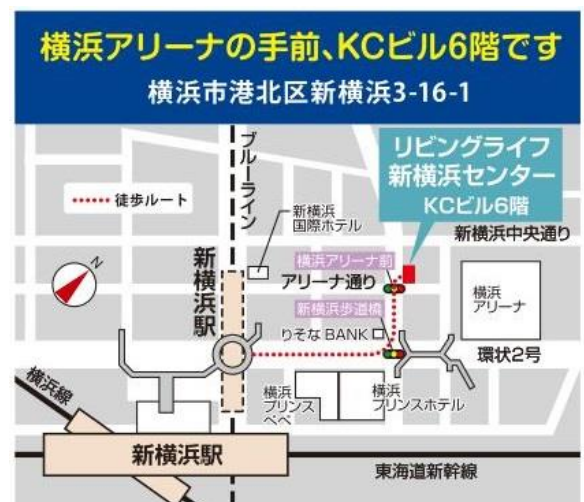 横浜アリーナの手前、KCビル6階です
横浜市港北区新横浜3-16-1
ブルーライン
リビングライフ
新横浜センター
KCビル6階
徒歩ルート
新横浜
国際ホテル
新横浜中央通り
N
新横浜駅
横浜アリーナ前
アリーナ通り
横浜
アリーナ
新横浜歩道橋
りそなBANK
環状2号
横浜線
横浜
プリンス
ペペ
横浜
プリンスホテル
新横浜駅
東海道新幹線